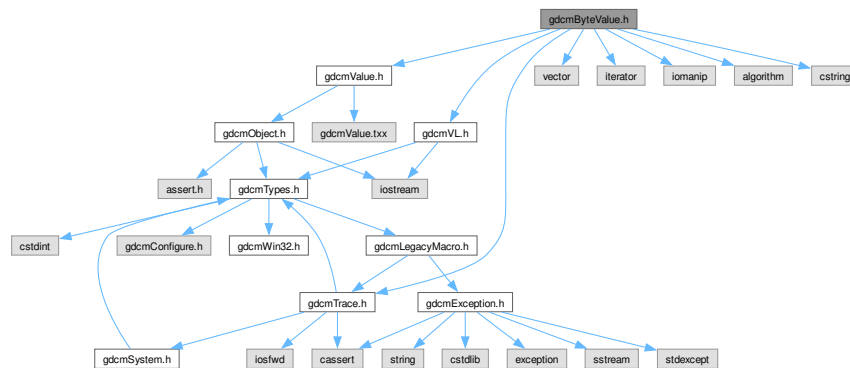 gdcmByteValue.h
gdcmValue.h
vector
iterator
iomanip
algorithm
cstring
gdcmObject.h
gdcmValue.txx
gdcmVL.h
assert.h
gdcmTypes.h
iostream
cstdint
gdcmConfigure.h
gdcmWin32.h
gdcmLegacyMacro.h
gdcmTrace.h
gdcmException.h
gdcmSystem.h
iosfwd
cassert
string
cstdlib
exception
sstream
stdexcept